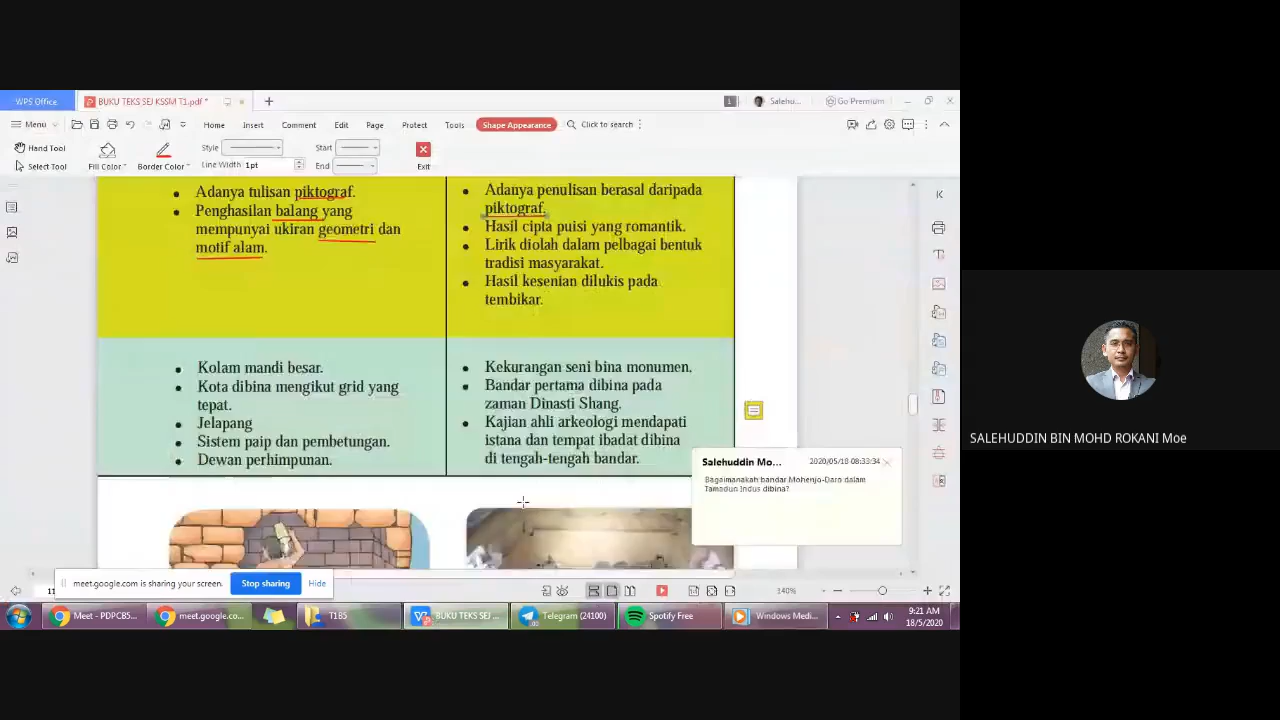 WPS Office
BUKU TEKS SEJ KSSM T1.pdf *
Salehu...
Go Premium
Menu
Home
Insert
Comment
Edit
Page
Protect
Tools
Shape Appearance
Click to search
Hand Tool
Select Tool
Fill Color
Border Color
Style
Line Width 1pt
Start
End
Exit
Adanya tulisan piktograf.
Penghasilan balang yang
mempunyai ukiran geometri dan
motif alam.
Adanya penulisan berasal daripada
piktograf.
Hasil cipta puisi yang romantik.
Lirik diolah dalam pelbagai bentuk
tradisi masyarakat.
Hasil kesenian dilukis pada
tembikar.
Kolam mandi besar.
Kota dibina mengikut grid yang
tepat.
Jelapang
Sistem paip dan pembetungan.
Dewan perhimpunan.
Kekurangan seni bina monumen.
Bandar pertama dibina pada
zaman Dinasti Shang.
Kajian ahli arkeologi mendapati
istana dan tempat ibadat dibina
di tengah-tengah bandar.
Salehuddin Mo... 2020/05/18 08:33:34
Bagaimanakah bandar Mohenjo-Daro dalam
Tamadun Indus dibina?
SALEHUDDIN BIN MOHD ROKANI Moe
meet.google.com is sharing your screen.
Stop sharing
Hide
140%
Meet - PDPCB5...
meet.google.co...
T1B5
BUKU TEKS SEJ ...
Telegram (24100)
Spotify Free
Windows Medi...
9:21 AM
18/5/2020